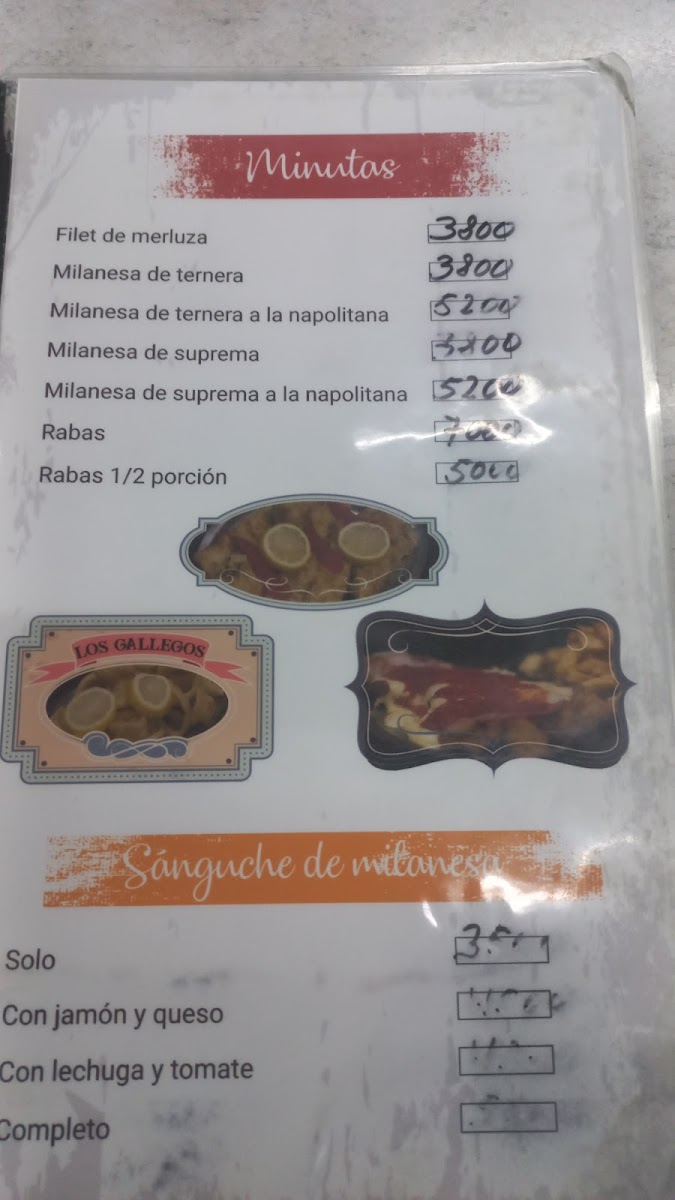 Minutas
Filet de merluza 3800
Milanesa de ternera 3800
Milanesa de ternera a la napolitana 5200
Milanesa de suprema 3800
Milanesa de suprema a la napolitana 5200
Rabas 7000
Rabas 1/2 porción 5000
LOS GALLEGOS
Sánguche de milanesa
Solo
Con jamón y queso
Con lechuga y tomate
Completo